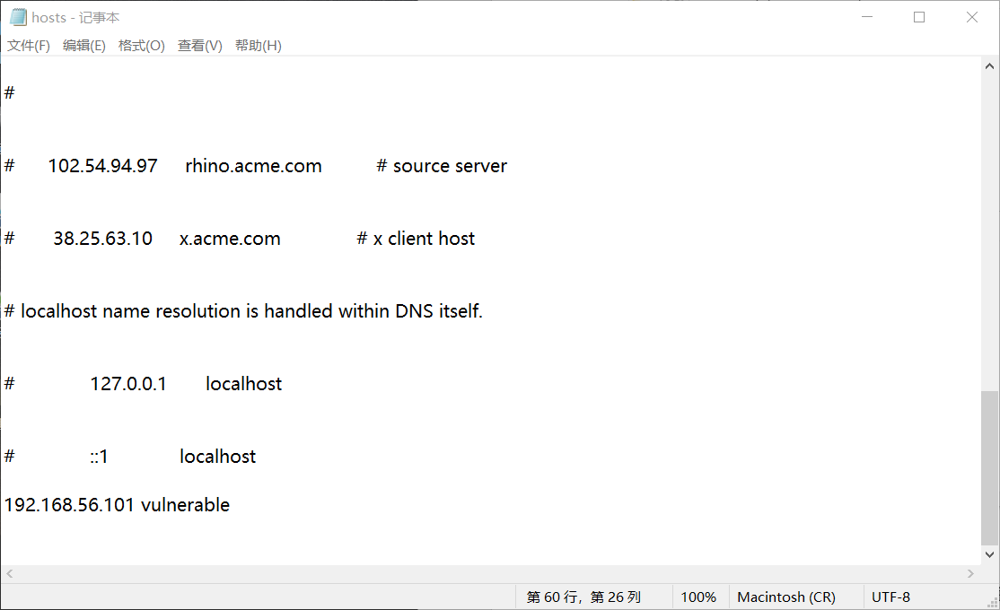 hosts - 记事本
文件(F) 编辑(E) 格式(O) 查看(V) 帮助(H)
#
# 102.54.94.97 rhino.acme.com # source server
# 38.25.63.10 x.acme.com # x client host
# localhost name resolution is handled within DNS itself.
# 127.0.0.1 localhost
# ::1 localhost
192.168.56.101 vulnerable
第 60 行，第 26 列 100% Macintosh (CR) UTF-8